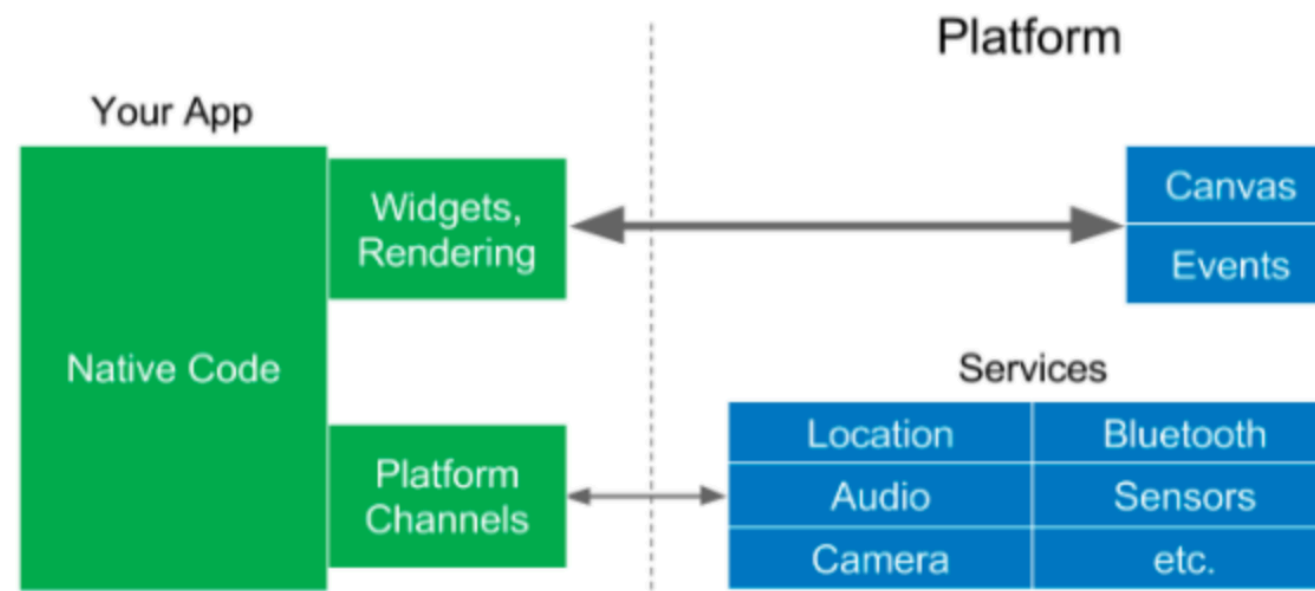 Platform
Your App
Widgets,
Rendering
Canvas
Events
Native Code
Services
Platform
Channels
Location
Bluetooth
Audio
Sensors
Camera
etc.